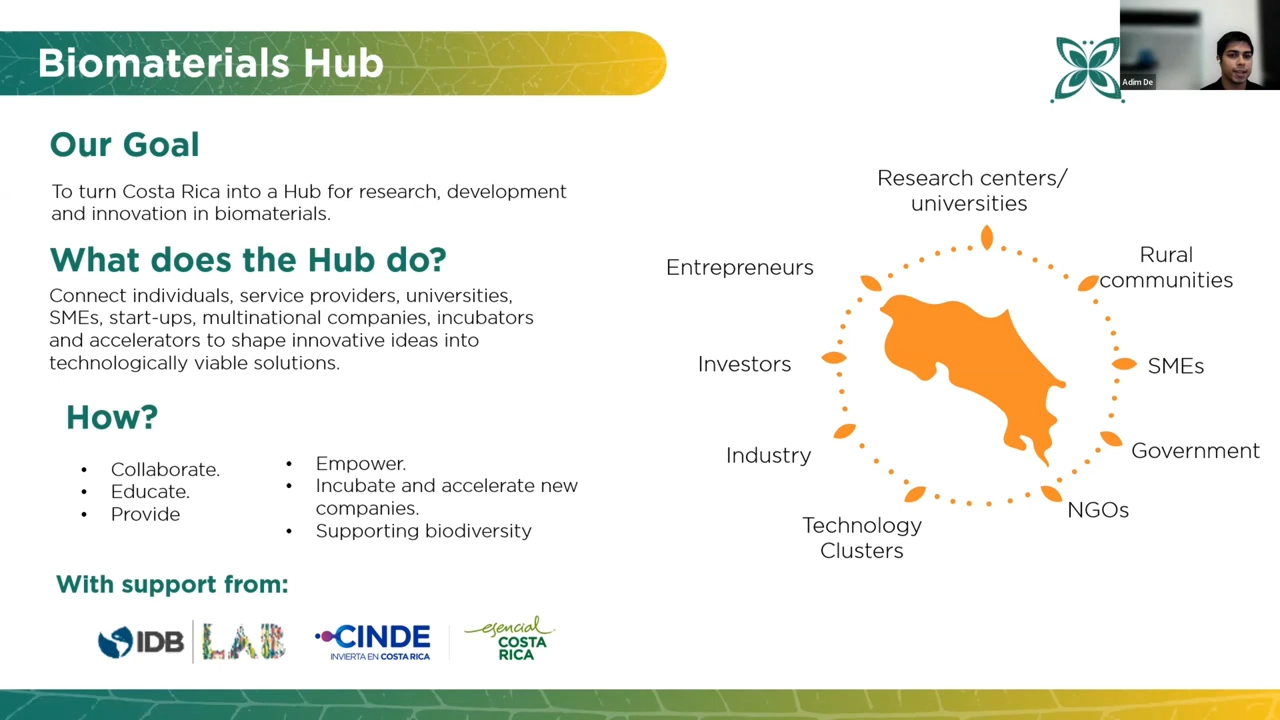 Biomaterials Hub
Adim De
Our Goal
To turn Costa Rica into a Hub for research, development
and innovation in biomaterials.
What does the Hub do?
Connect individuals, service providers, universities,
SMEs, start-ups, multinational companies, incubators
and accelerators to shape innovative ideas into
technologically viable solutions.
How?
• Collaborate.
• Educate.
• Provide
• Empower.
• Incubate and accelerate new
companies.
• Supporting biodiversity
With support from:
IDB
LAB
CINDE
INVIERTA EN COSTA RICA
esencial
COSTA
RICA
Research centers/
universities
Rural
communities
SMEs
Government
NGOs
Technology
Clusters
Industry
Investors
Entrepreneurs